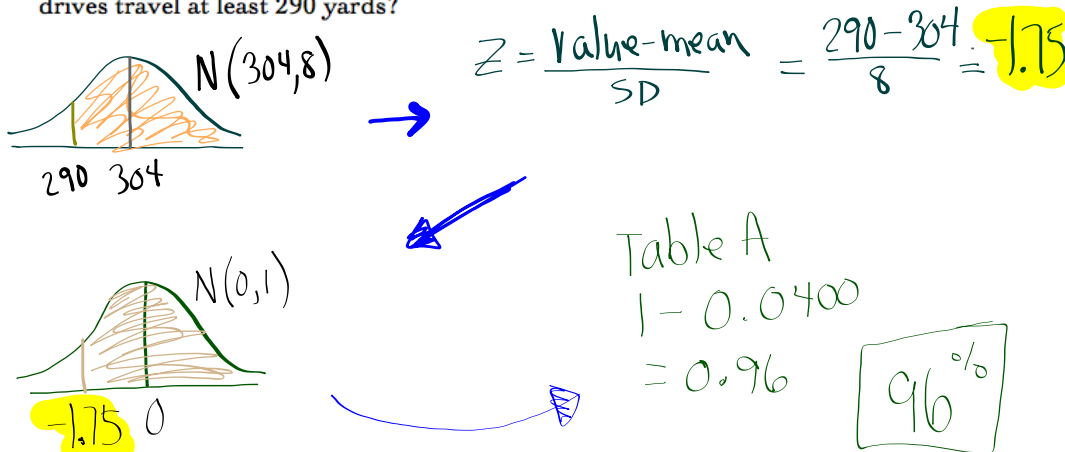 drives travel at least 290 yards?
N(304,8)
290 304
Z = value-mean / SD = 290-304 / 8 = -1.75
N(0,1)
-1.75 0
Table A
1-0.0400
= 0.96
96%